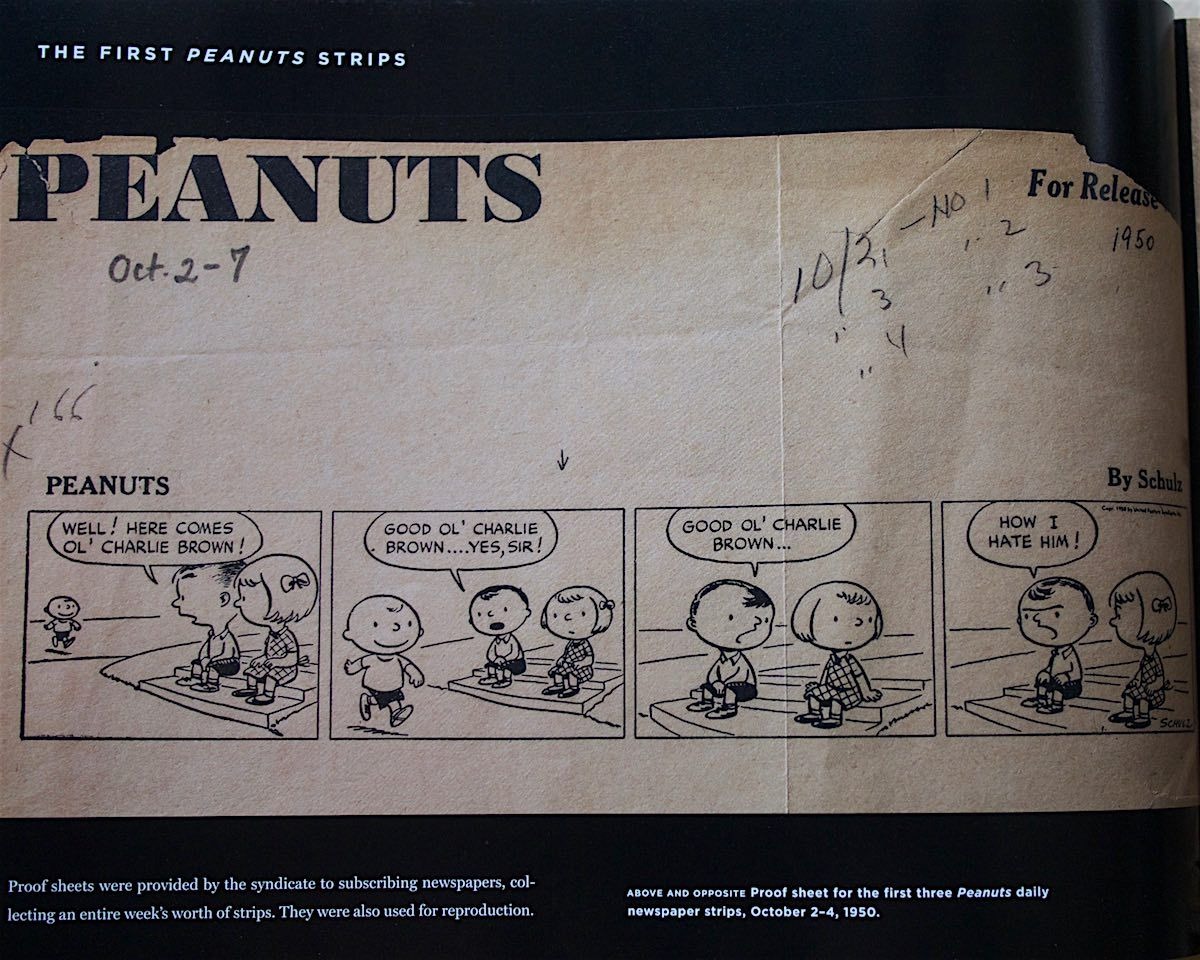 THE FIRST PEANUTS STRIPS
PEANUTS
For Release
Oct. 2-7
1950
10/2, — NO 1
3 " 2
" 4 " 3
"
X 166
PEANUTS
By Schulz
WELL! HERE COMES
OL' CHARLIE BROWN!
GOOD OL' CHARLIE
BROWN....YES, SIR!
GOOD OL' CHARLIE
BROWN...
HOW I
HATE HIM!
SCHULZ
Proof sheets were provided by the syndicate to subscribing newspapers, col-
lecting an entire week's worth of strips. They were also used for reproduction.
ABOVE AND OPPOSITE Proof sheet for the first three Peanuts daily
newspaper strips, October 2–4, 1950.